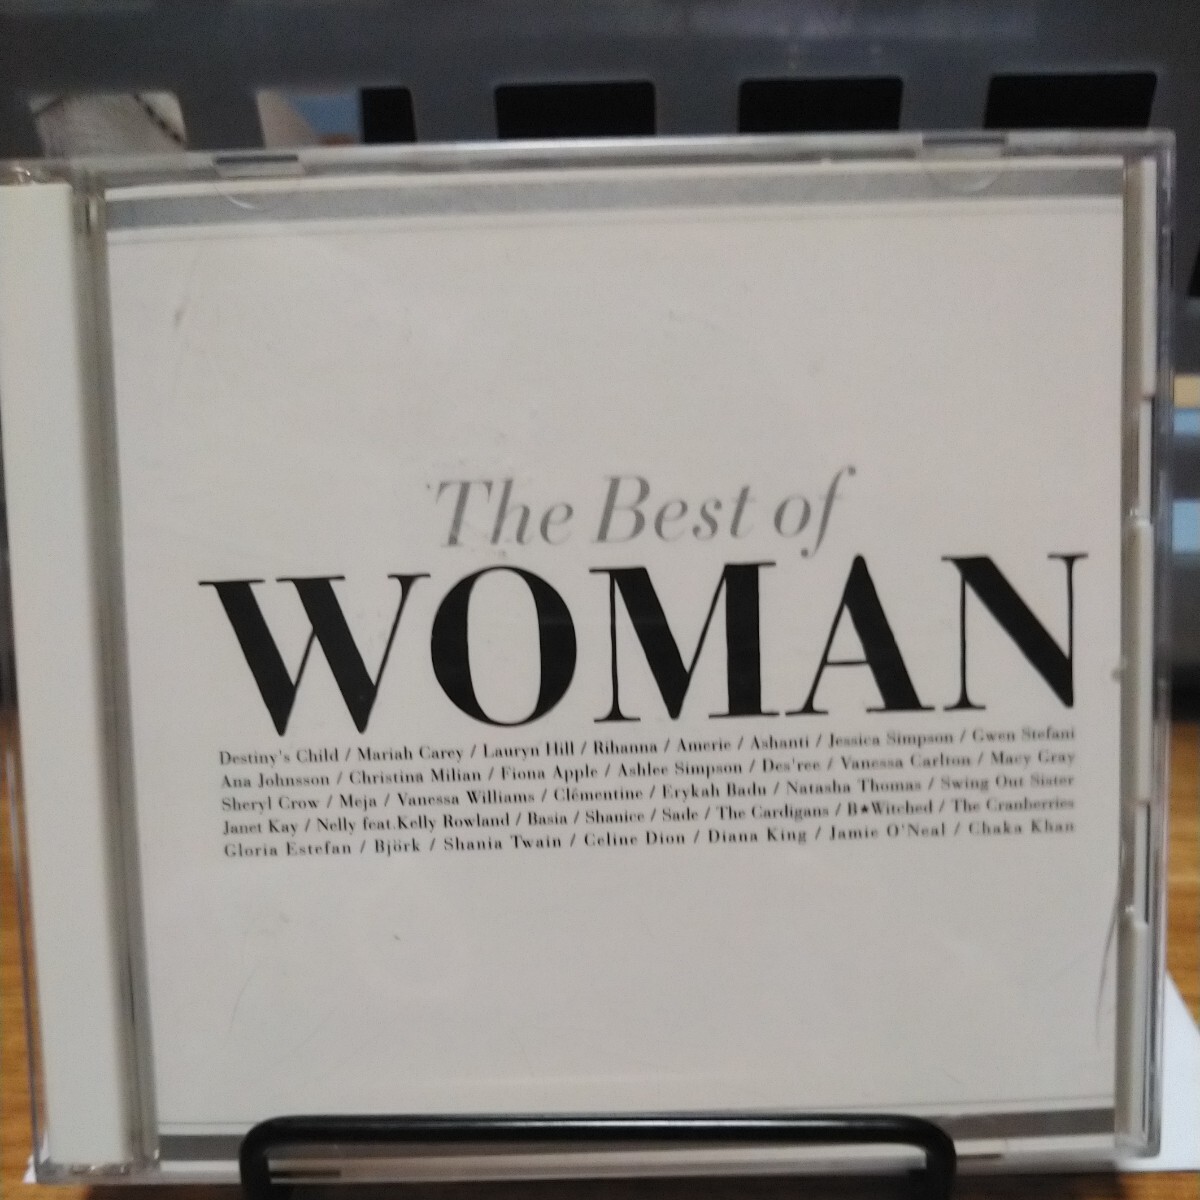 The Best of
WOMAN
Destiny's Child / Mariah Carey / Lauryn Hill / Rihanna / Amerie / Ashanti / Jessica Simpson / Gwen Stefani
Ana Johnsson / Christina Milian / Fiona Apple / Ashlee Simpson / Des'ree / Vanessa Carlton / Macy Gray
Sheryl Crow / Meja / Vanessa Williams / Clémentine / Erykah Badu / Natasha Thomas / Swing Out Sister
Janet Kay / Nelly feat.Kelly Rowland / Basia / Shanice / Sade / The Cardigans / B★Witched / The Cranberries
Gloria Estefan / Björk / Shania Twain / Celine Dion / Diana King / Jamie O'Neal / Chaka Khan